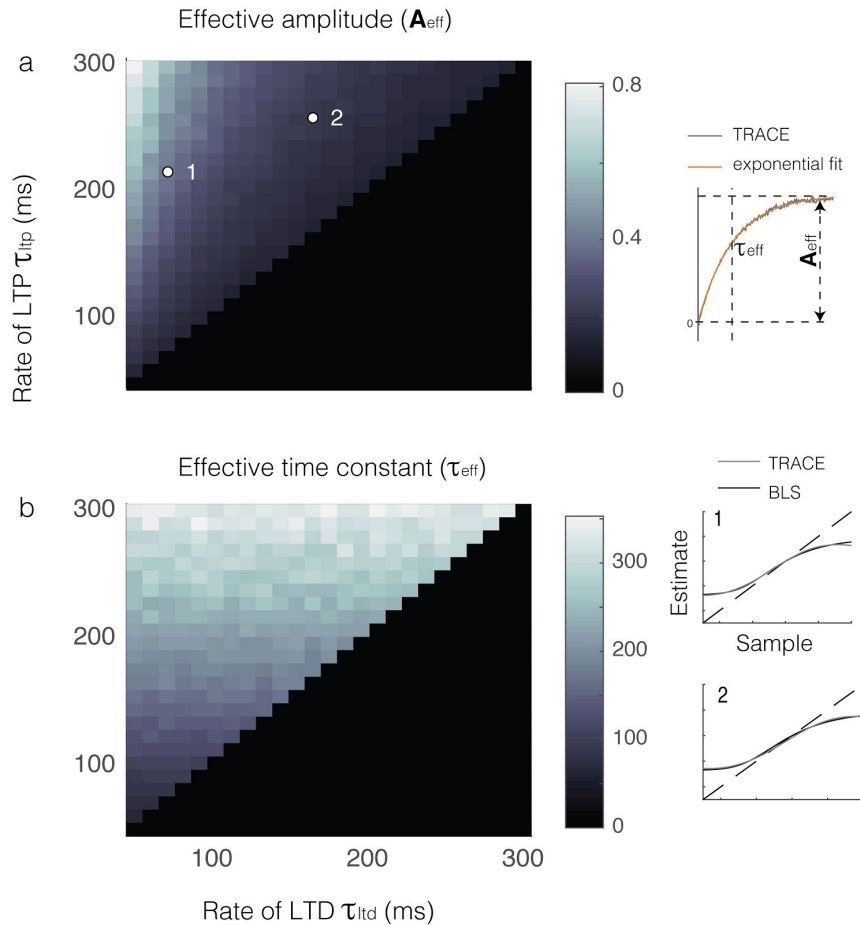 Effective amplitude (Aeff)
a
300
200
100
Rate of LTP τltp (ms)
1
2
0.8
0.4
0
TRACE
exponential fit
τeff
Aeff
0
Effective time constant (τeff)
b
300
200
100
100
200
300
Rate of LTD τltd (ms)
300
200
100
0
TRACE
BLS
1
Estimate
Sample
2